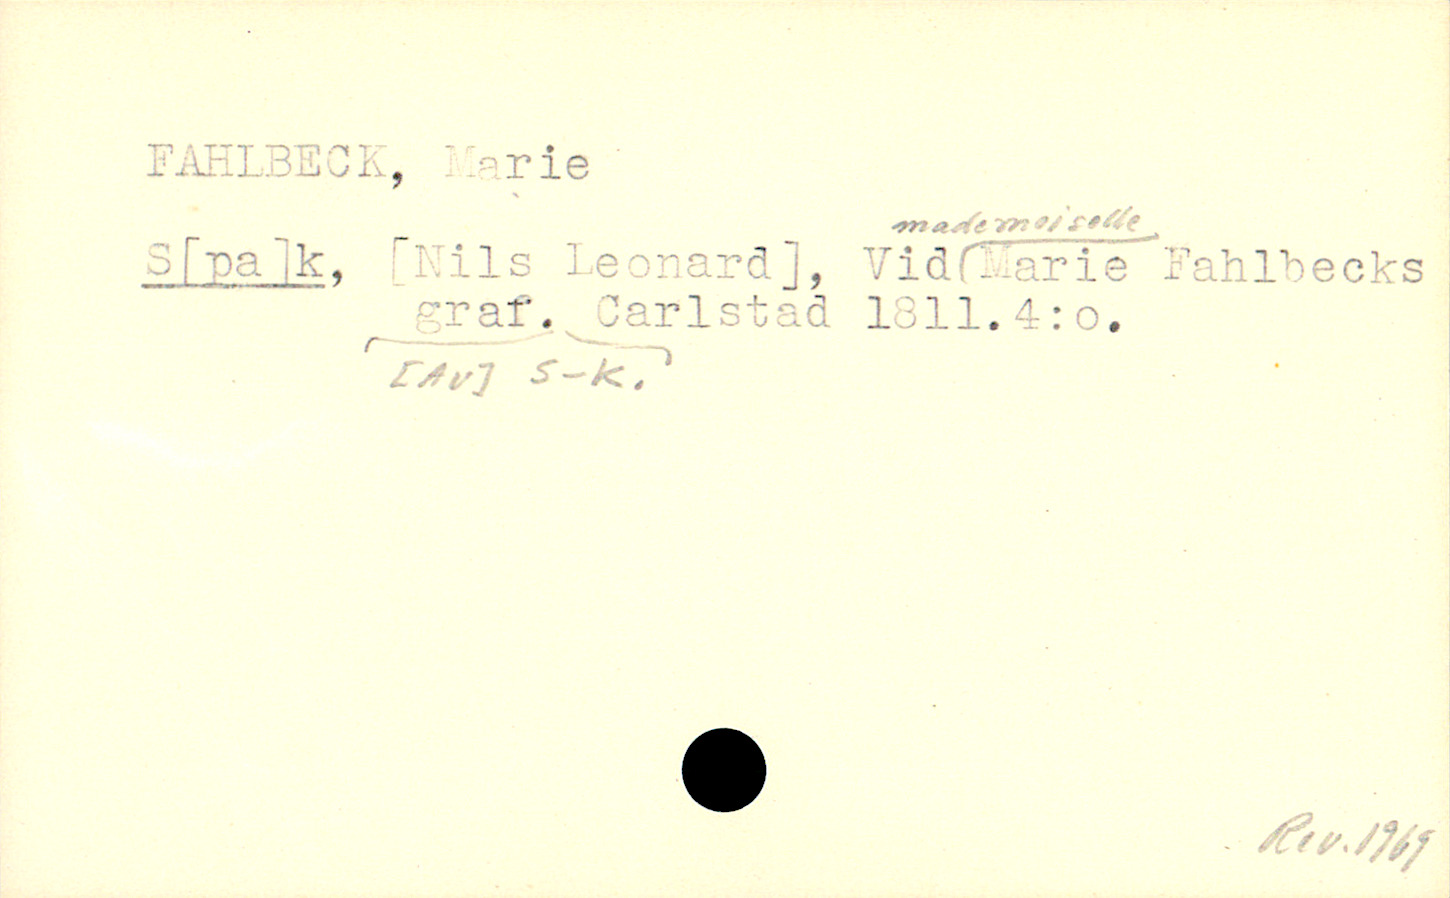 FAHLBECK, Marie
mademoiselle
S[pa]k, [Nils Leonard], Vid Marie Fahlbecks
graf. Carlstad 1811. 4:o.
[Av] S-k.
Rev. 1969